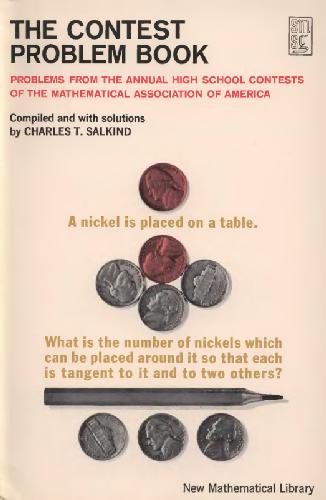 THE CONTEST
PROBLEM BOOK
PROBLEMS FROM THE ANNUAL HIGH SCHOOL CONTESTS
OF THE MATHEMATICAL ASSOCIATION OF AMERICA
Compiled and with solutions
by CHARLES T. SALKIND
A nickel is placed on a table.
What is the number of nickels which
can be placed around it so that each
is tangent to it and to two others?
New Mathematical Library